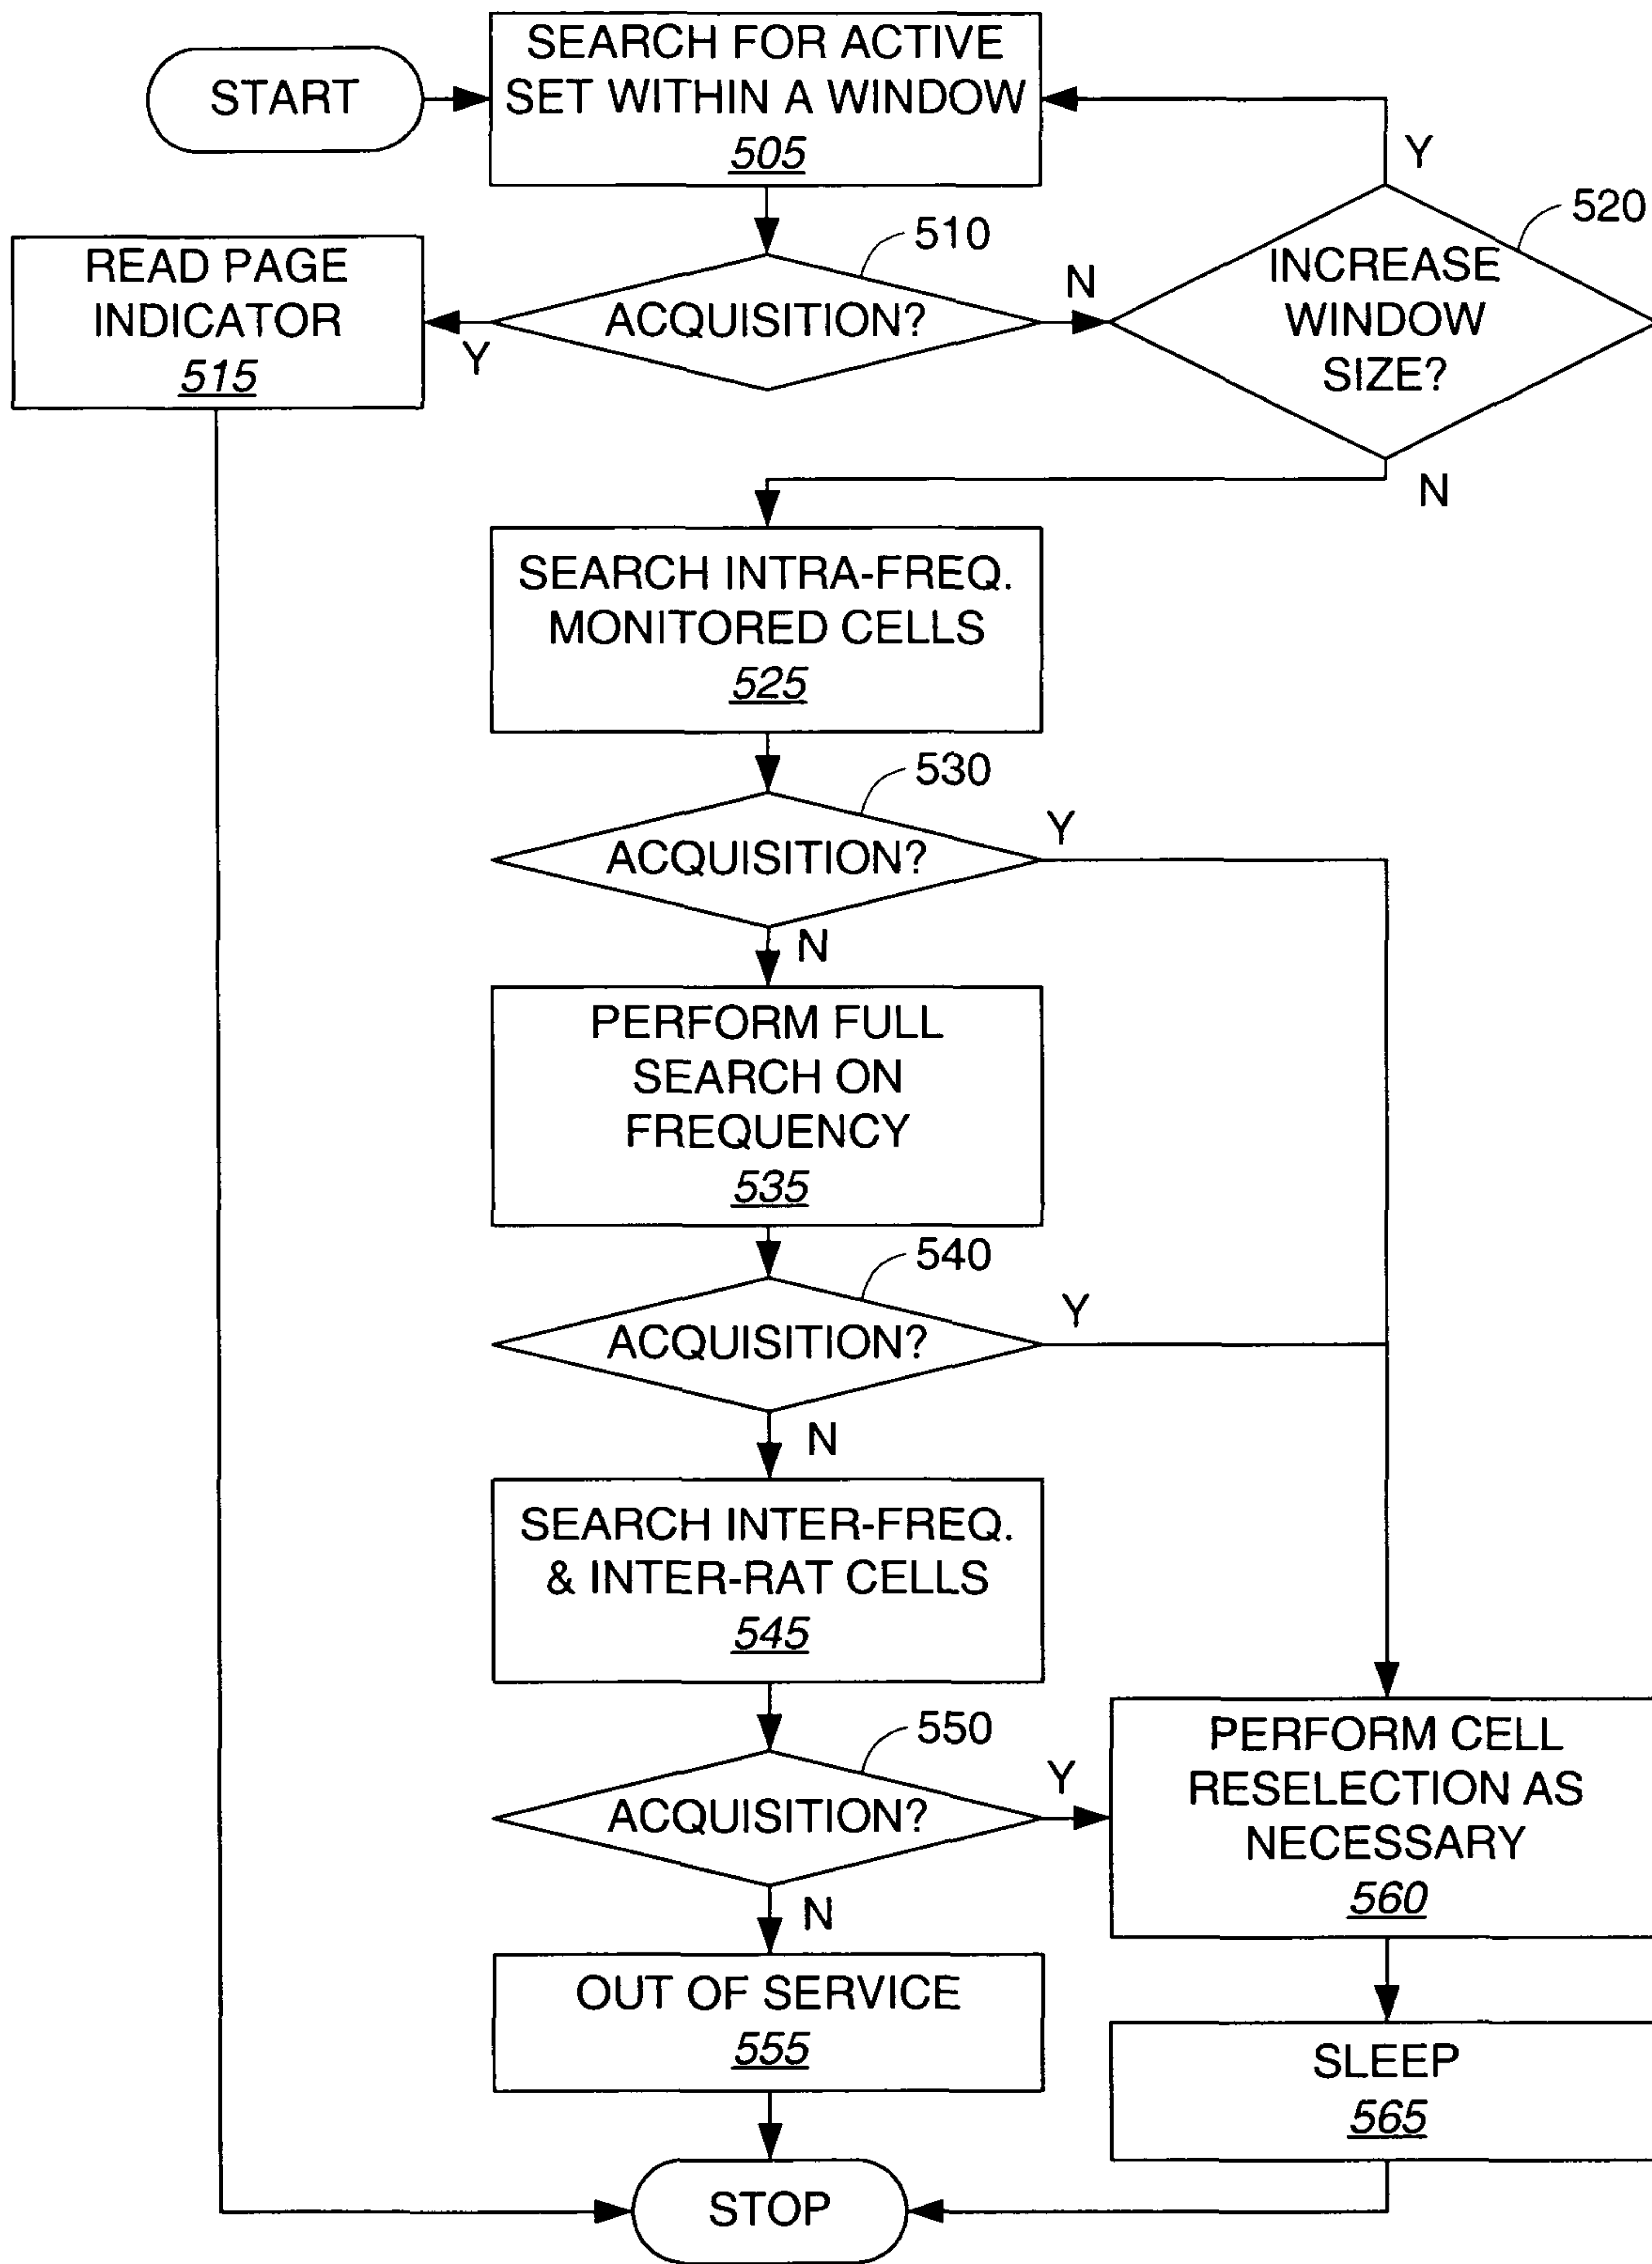 START
SEARCH FOR ACTIVE
SET WITHIN A WINDOW
505
Y
520
INCREASE
WINDOW
SIZE?
510
ACQUISITION?
N
Y
READ PAGE
INDICATOR
515
N
SEARCH INTRA-FREQ.
MONITORED CELLS
525
530
ACQUISITION?
Y
N
PERFORM FULL
SEARCH ON
FREQUENCY
535
540
ACQUISITION?
Y
N
SEARCH INTER-FREQ.
& INTER-RAT CELLS
545
550
ACQUISITION?
Y
N
PERFORM CELL
RESELECTION AS
NECESSARY
560
OUT OF SERVICE
555
SLEEP
565
STOP